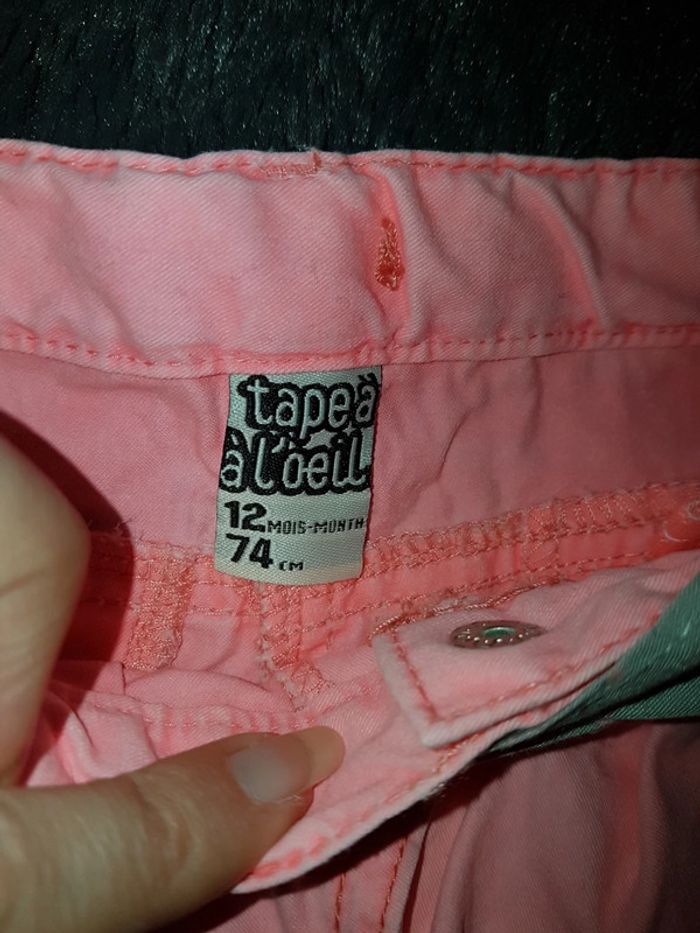 tape à
à l'oeil
12 MOIS-MONTH
74 CM